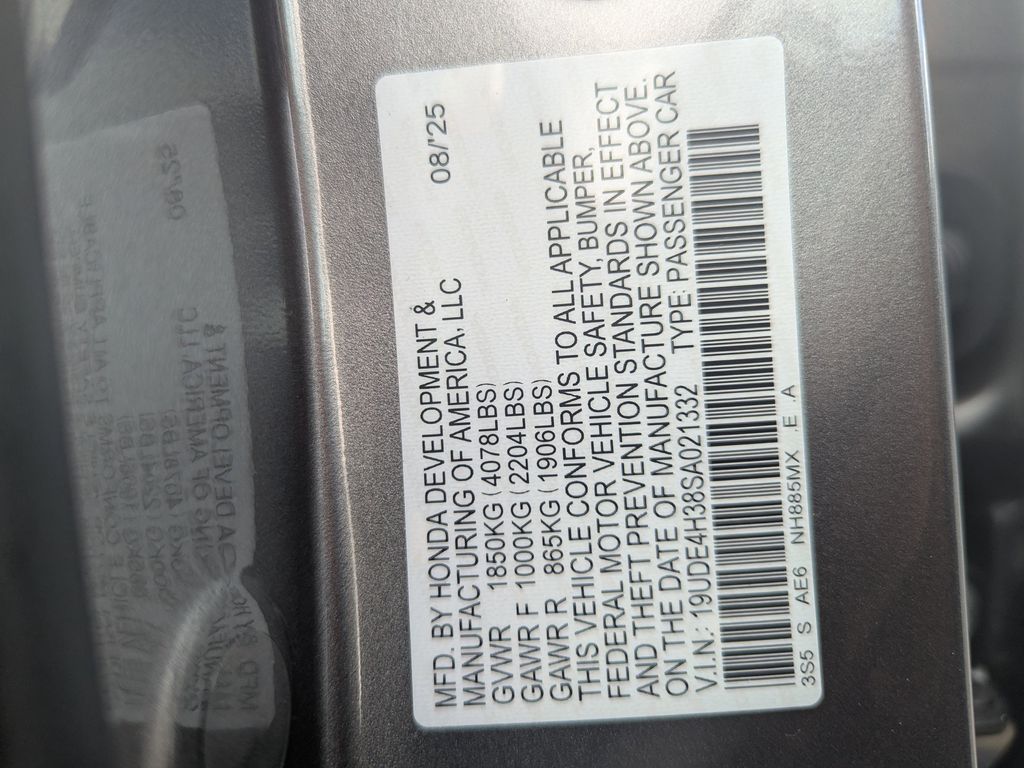 MFD. BY HONDA DEVELOPMENT & 08/'25
MANUFACTURING OF AMERICA, LLC
GVWR 1850KG (4078LBS)
GAWR F 1000KG (2204LBS)
GAWR R 865KG (1906LBS)
THIS VEHICLE CONFORMS TO ALL APPLICABLE
FEDERAL MOTOR VEHICLE SAFETY, BUMPER,
AND THEFT PREVENTION STANDARDS IN EFFECT
ON THE DATE OF MANUFACTURE SHOWN ABOVE.
V.I.N.: 19UDE4H38SA021332 TYPE: PASSENGER CAR
3S5 S AE6 NH885MX E A